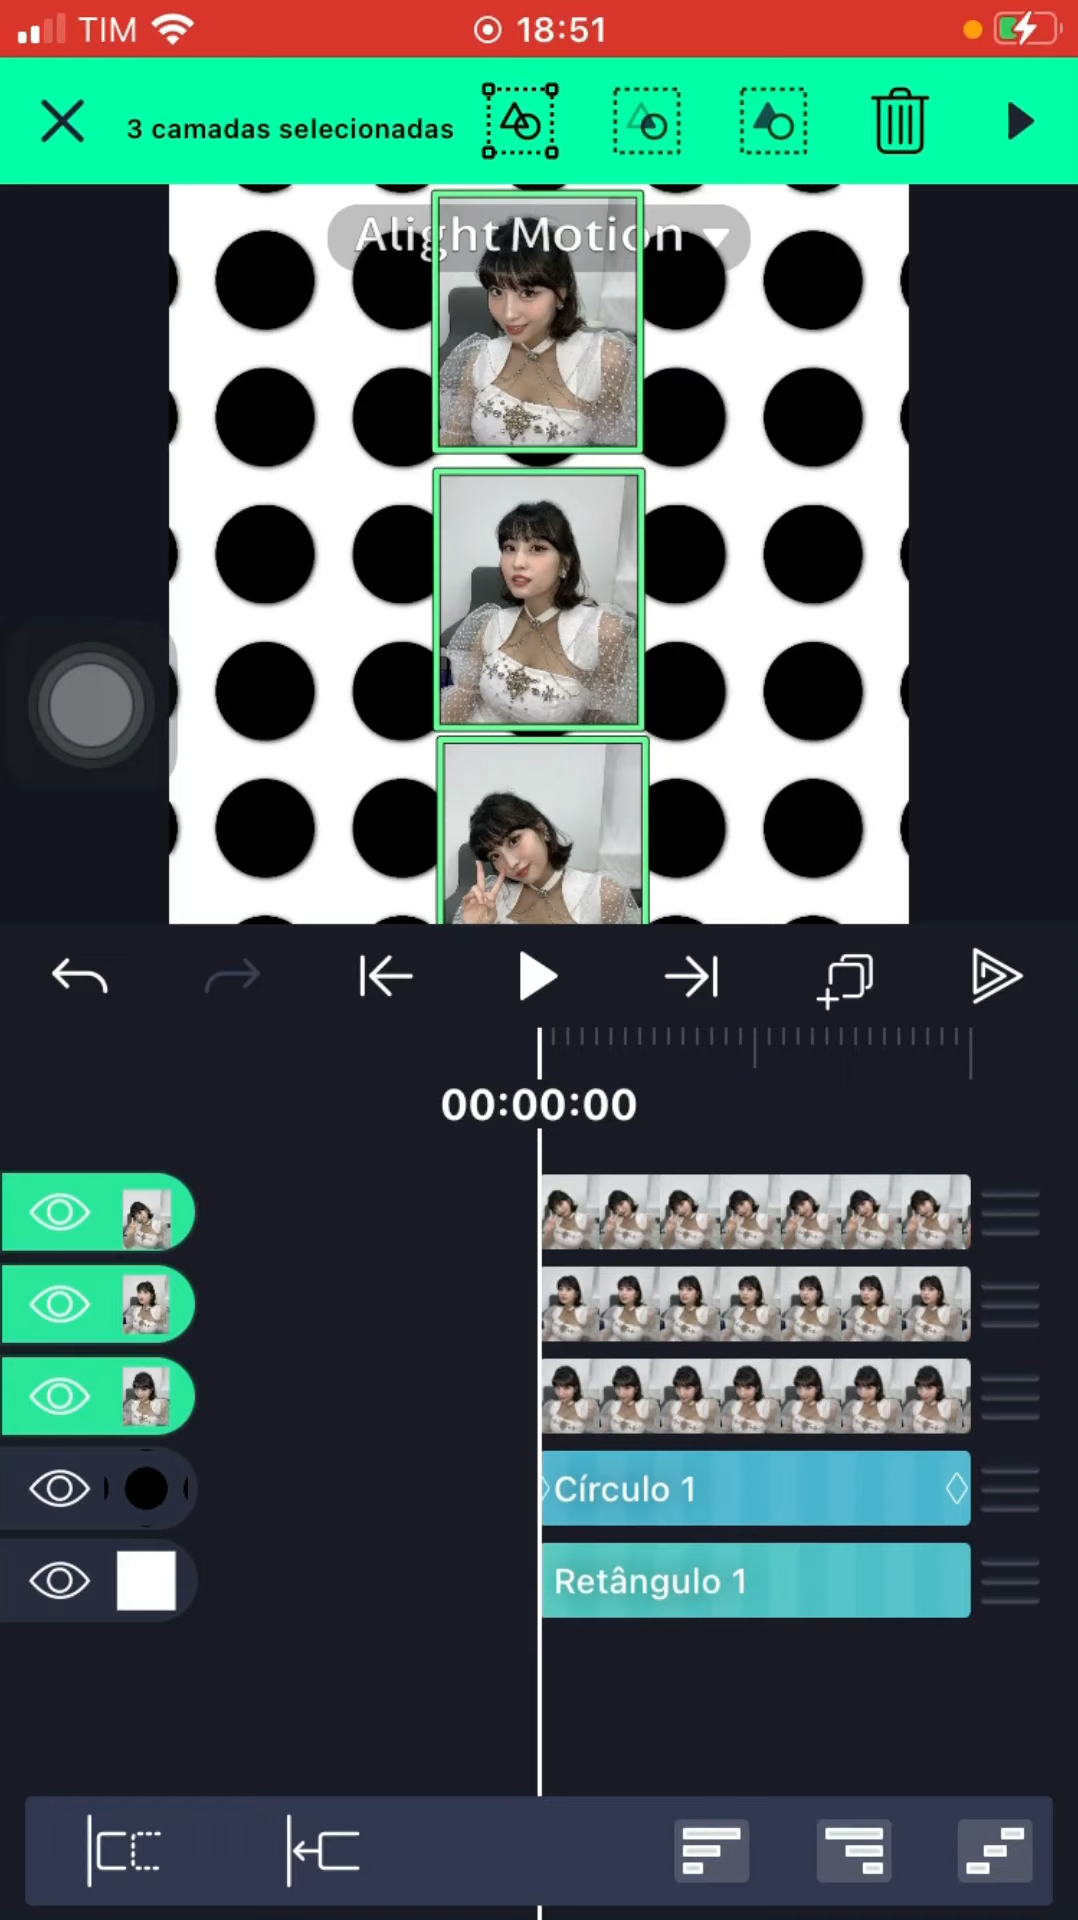 TIM
18:51
3 camadas selecionadas
Alight Motion
00:00:00
Círculo 1
Retângulo 1